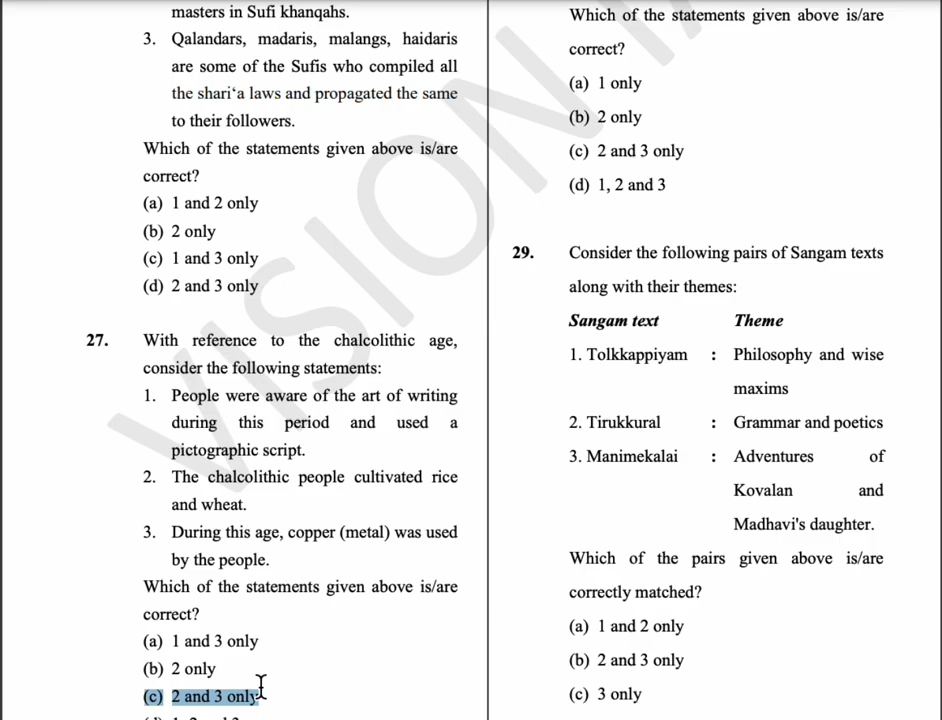 masters in Sufi khanqahs.
3. Qalandars, madaris, malangs, haidaris
are some of the Sufis who compiled all
the shari‘a laws and propagated the same
to their followers.
Which of the statements given above is/are
correct?
(a) 1 and 2 only
(b) 2 only
(c) 1 and 3 only
(d) 2 and 3 only
27. With reference to the chalcolithic age,
consider the following statements:
1. People were aware of the art of writing
during this period and used a
pictographic script.
2. The chalcolithic people cultivated rice
and wheat.
3. During this age, copper (metal) was used
by the people.
Which of the statements given above is/are
correct?
(a) 1 and 3 only
(b) 2 only
(c) 2 and 3 only
Which of the statements given above is/are
correct?
(a) 1 only
(b) 2 only
(c) 2 and 3 only
(d) 1, 2 and 3
29. Consider the following pairs of Sangam texts
along with their themes:
Sangam text Theme
1. Tolkkappiyam : Philosophy and wise
maxims
2. Tirukkural : Grammar and poetics
3. Manimekalai : Adventures of
Kovalan and
Madhavi's daughter.
Which of the pairs given above is/are
correctly matched?
(a) 1 and 2 only
(b) 2 and 3 only
(c) 3 only
VISION